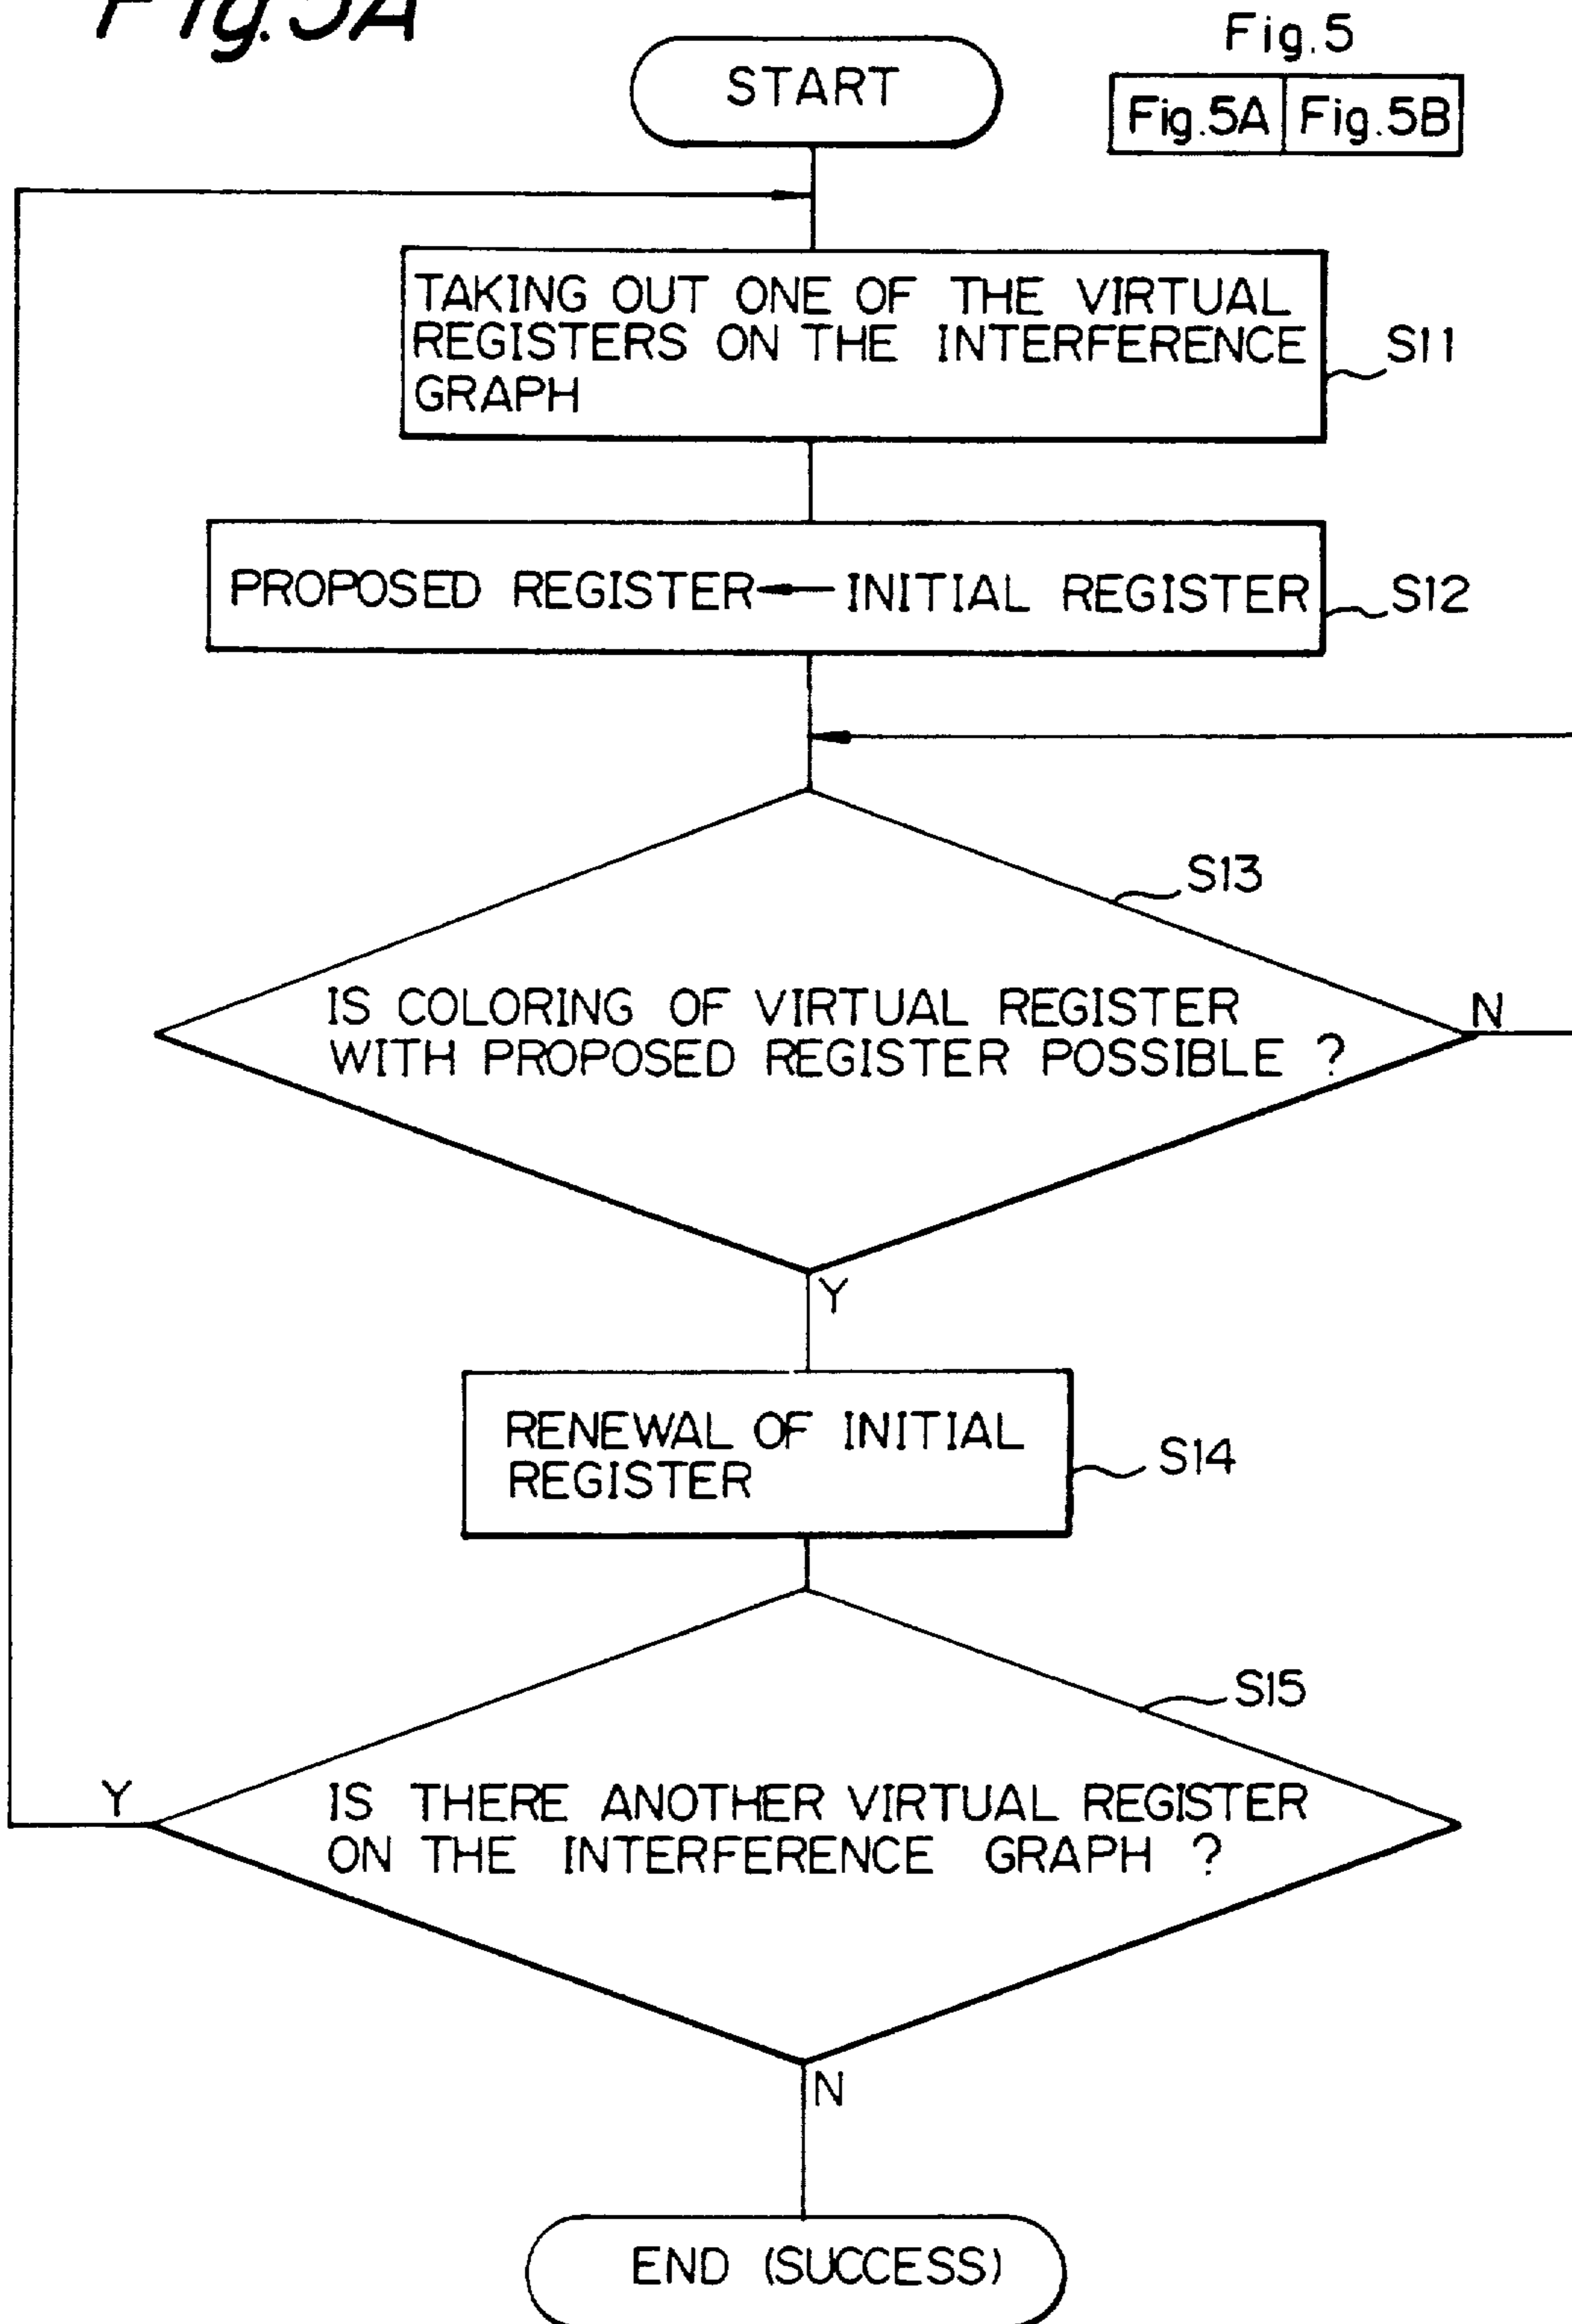 Fig.5A
Fig.5
Fig.5A Fig.5B
START
TAKING OUT ONE OF THE VIRTUAL
REGISTERS ON THE INTERFERENCE
GRAPH
S11
PROPOSED REGISTER ← INITIAL REGISTER
S12
S13
IS COLORING OF VIRTUAL REGISTER
WITH PROPOSED REGISTER POSSIBLE ?
N
Y
RENEWAL OF INITIAL
REGISTER
S14
S15
Y
IS THERE ANOTHER VIRTUAL REGISTER
ON THE INTERFERENCE GRAPH ?
N
END (SUCCESS)